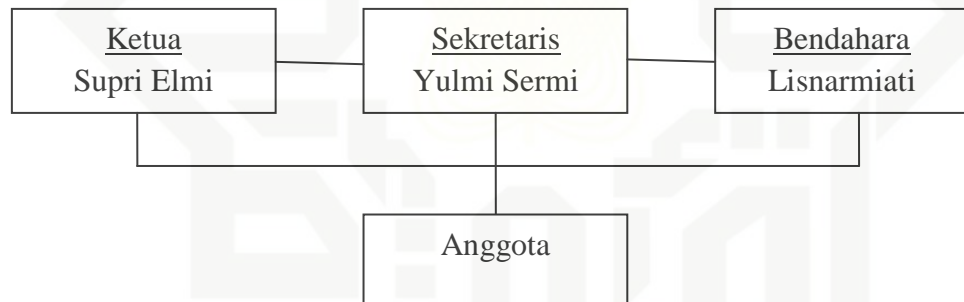 Ketua
Supri Elmi
Sekretaris
Yulmi Sermi
Bendahara
Lisnarmiati
Anggota